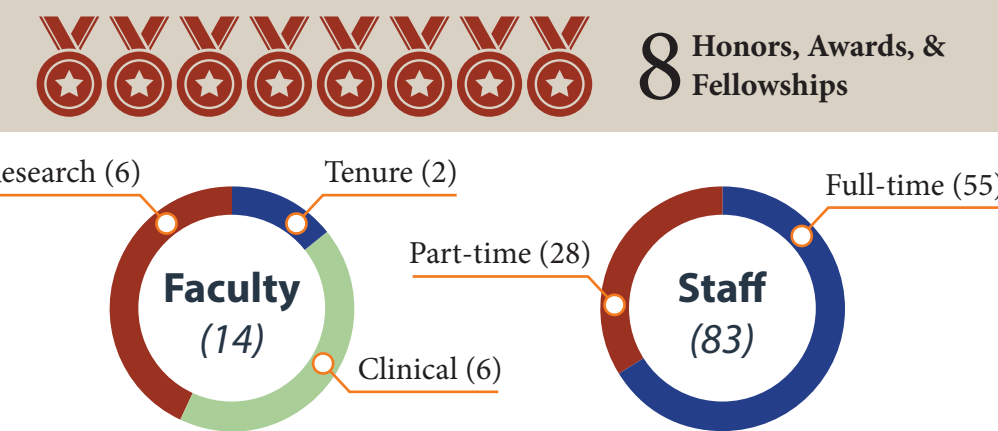 8 Honors, Awards, &
Fellowships
esearch (6)
Tenure (2)
Clinical (6)
Faculty
(14)
Full-time (55)
Part-time (28)
Staff
(83)